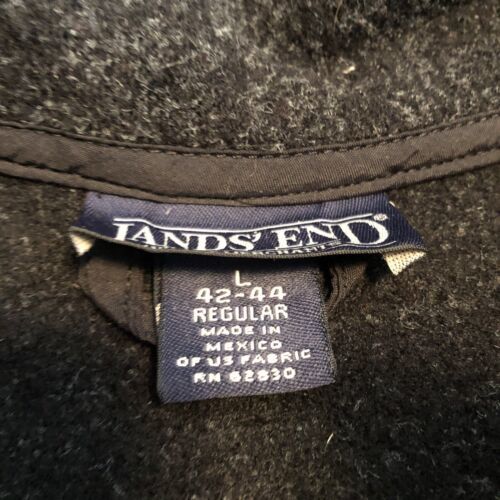 LANDS' END®
L
42-44
REGULAR
MADE IN
MEXICO
OF US FABRIC
RN 62830